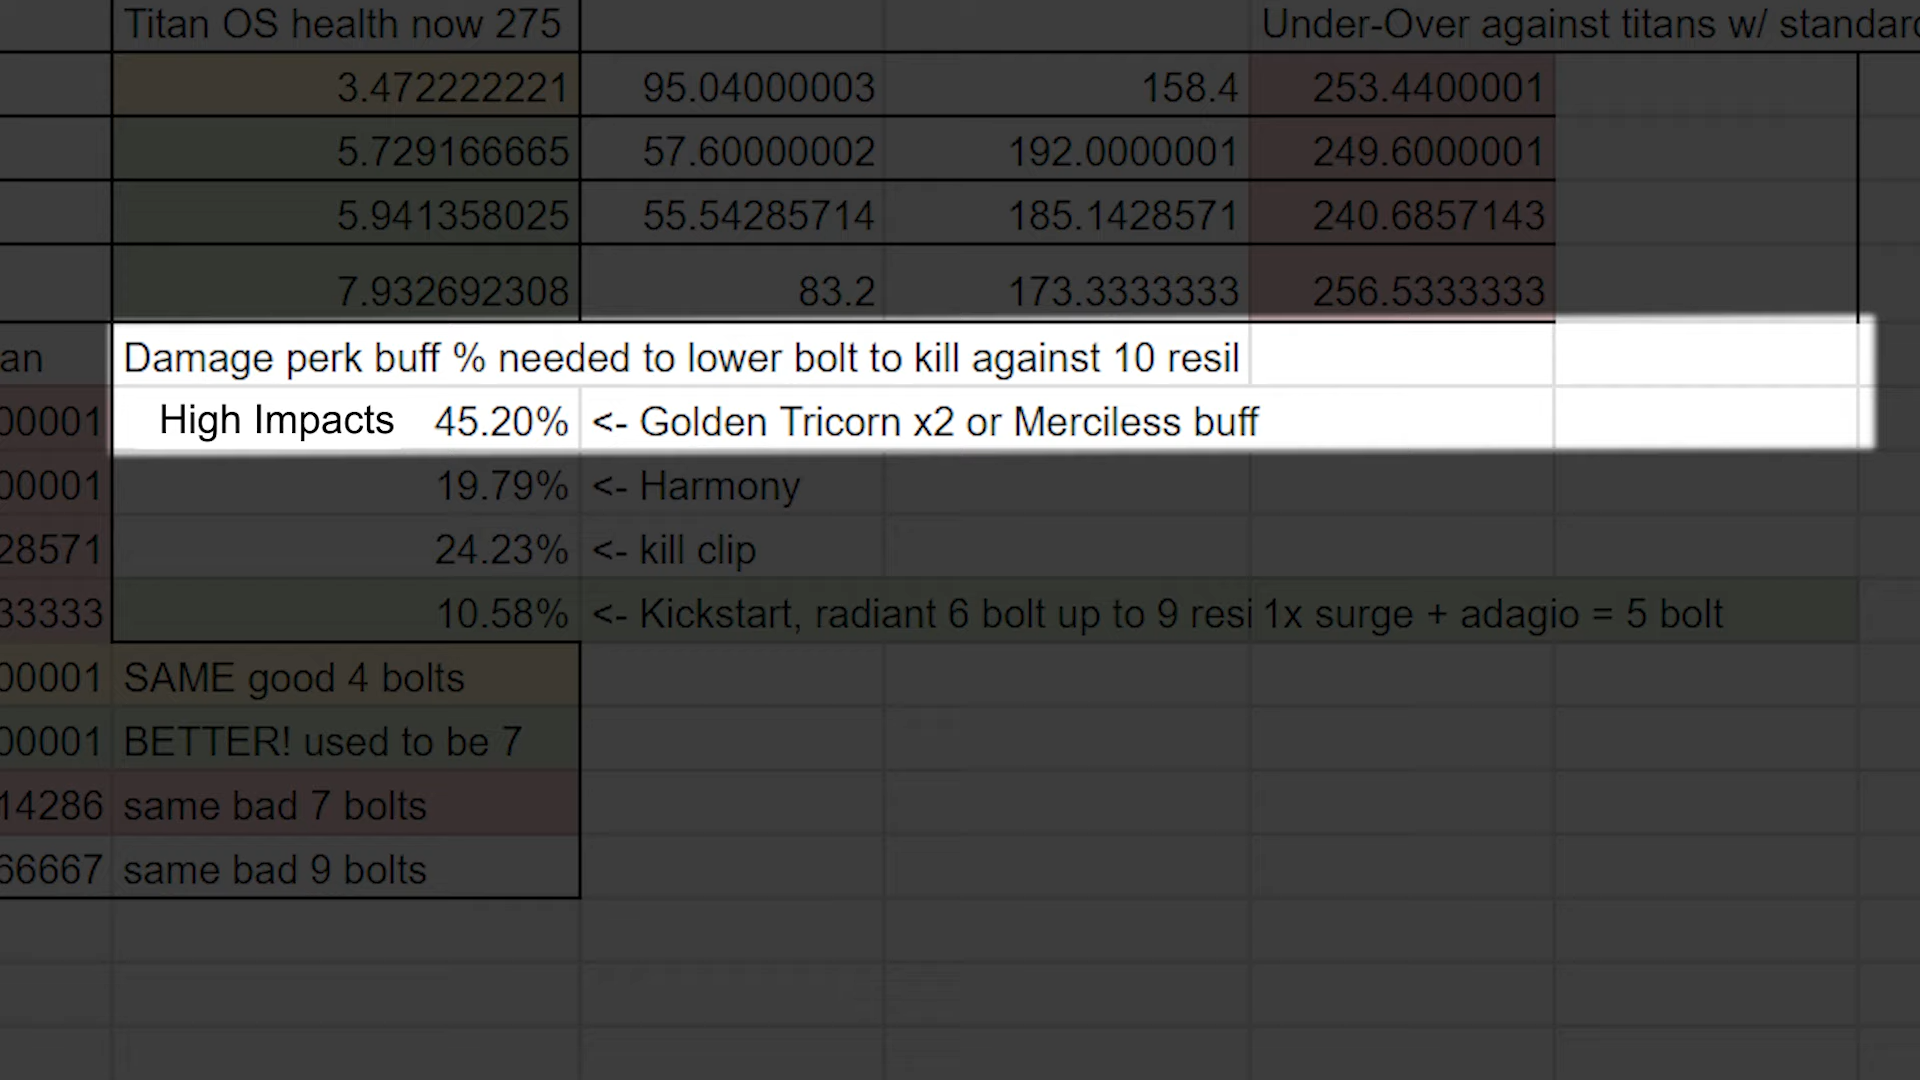 Titan OS health now 275 Under-Over against titans w/ standard
3.472222221 95.04000003 158.4 253.4400001
5.729166665 57.60000002 192.0000001 249.6000001
5.941358025 55.54285714 185.1428571 240.6857143
7.932692308 83.2 173.3333333 256.5333333
an Damage perk buff % needed to lower bolt to kill against 10 resil
00001 High Impacts 45.20% <- Golden Tricorn x2 or Merciless buff
00001 19.79% <- Harmony
28571 24.23% <- kill clip
33333 10.58% <- Kickstart, radiant 6 bolt up to 9 resi 1x surge + adagio = 5 bolt
00001 SAME good 4 bolts
00001 BETTER! used to be 7
14286 same bad 7 bolts
66667 same bad 9 bolts